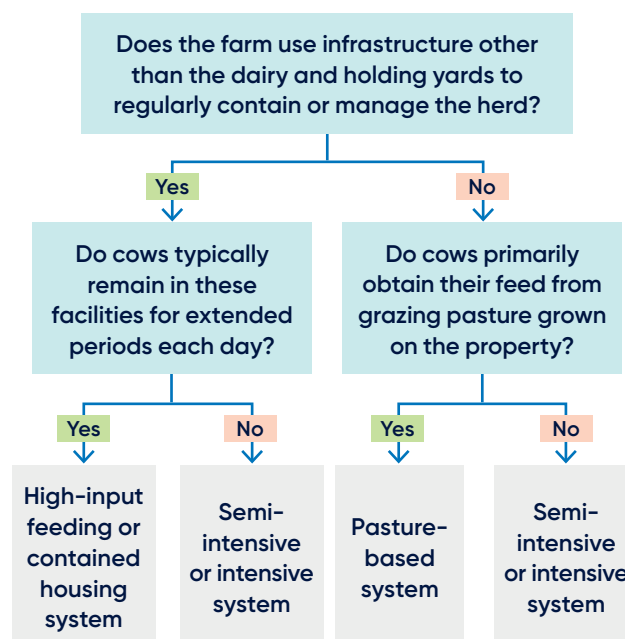 Does the farm use infrastructure other
than the dairy and holding yards to
regularly contain or manage the herd?
Yes
No
Do cows typically
remain in these
facilities for extended
periods each day?
Do cows primarily
obtain their feed from
grazing pasture grown
on the property?
Yes
No
Yes
No
High-input
feeding or
contained
housing
system
Semi-
intensive
or intensive
system
Pasture-
based
system
Semi-
intensive
or intensive
system